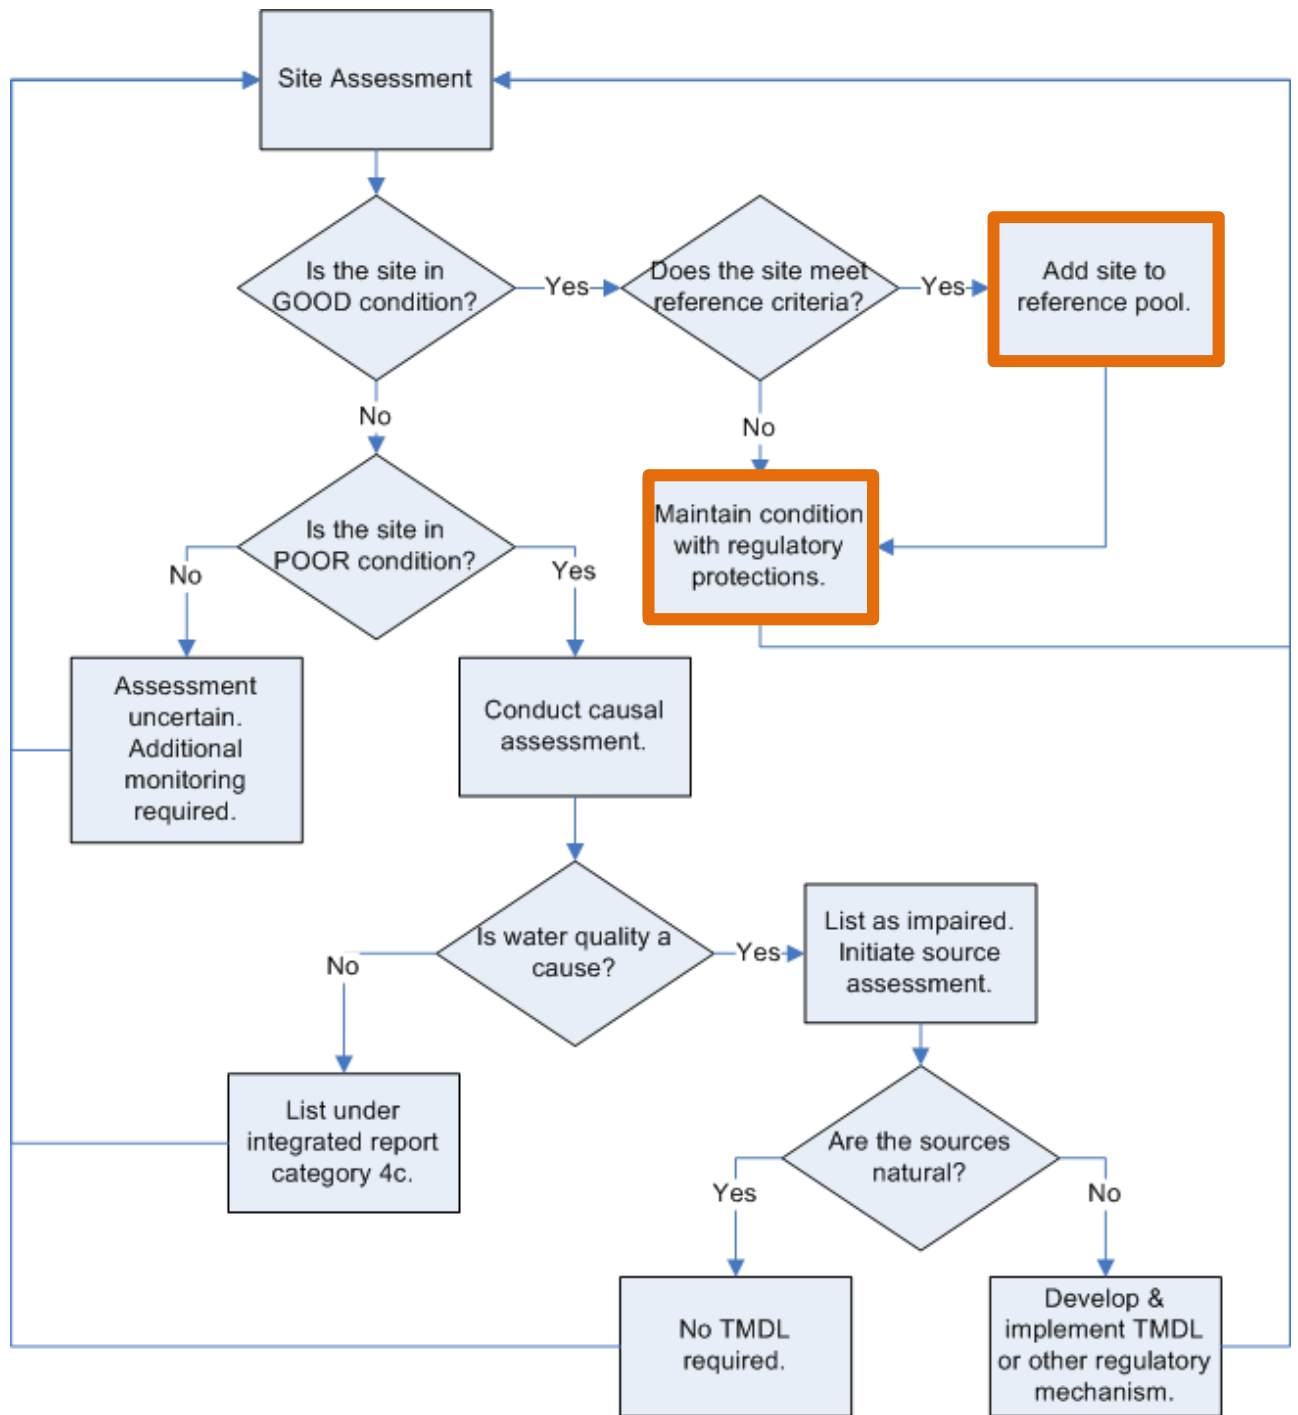 Site Assessment
Is the site in
GOOD condition?
Yes
Does the site meet
reference criteria?
Yes
Add site to
reference pool.
No
No
Is the site in
POOR condition?
Maintain condition
with regulatory
protections.
No
Yes
Assessment
uncertain.
Additional
monitoring
required.
Conduct causal
assessment.
Is water quality a
cause?
No
Yes
List as impaired.
Initiate source
assessment.
List under
integrated report
category 4c.
Are the sources
natural?
Yes
No
No TMDL
required.
Develop &
implement TMDL
or other regulatory
mechanism.